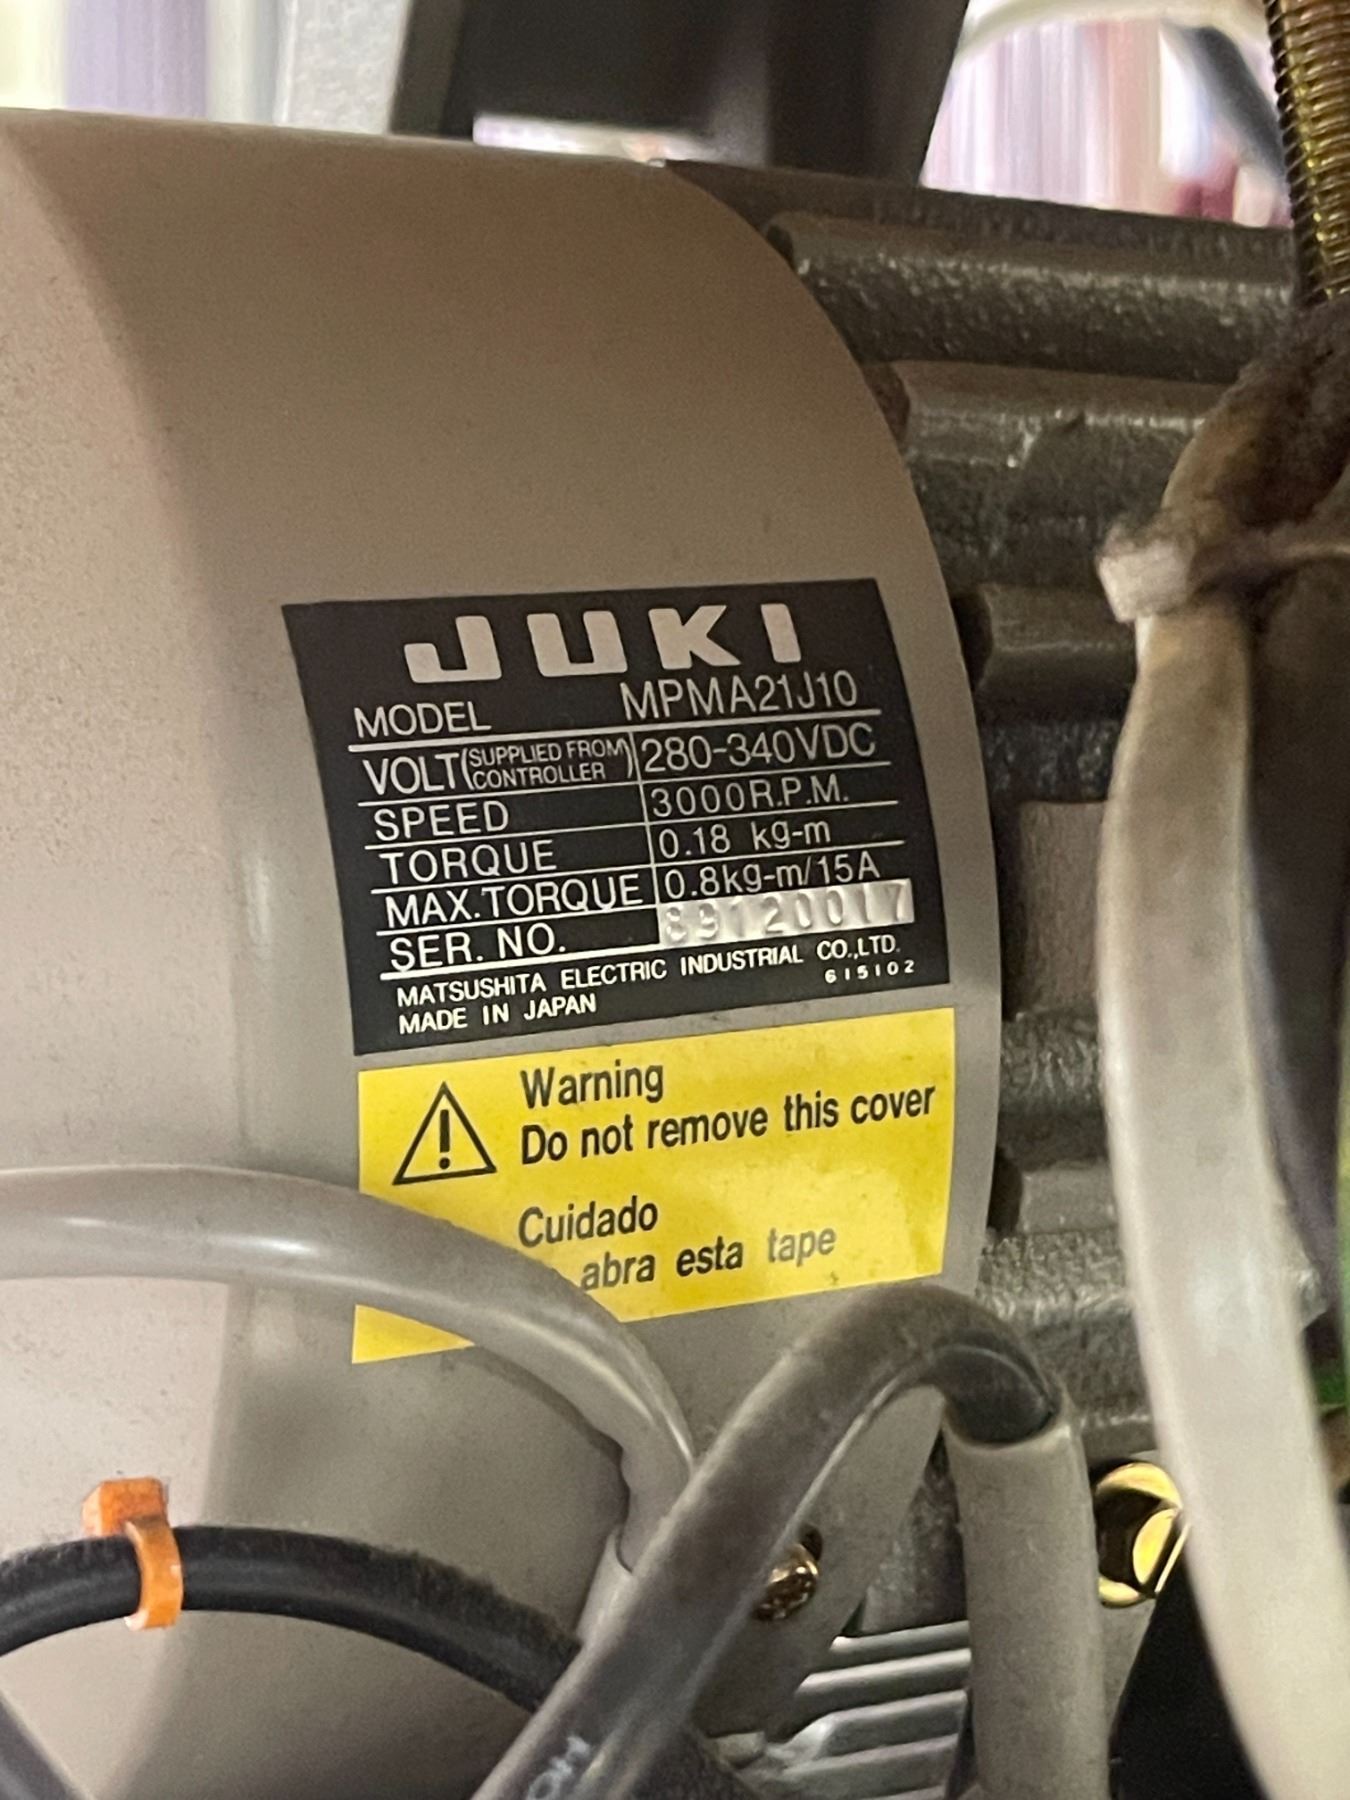 JUKI
MODEL MPMA21J10
VOLT (SUPPLIED FROM CONTROLLER) 280-340VDC
SPEED 3000R.P.M.
TORQUE 0.18 kg-m
MAX.TORQUE 0.8kg-m/15A
SER. NO. 89120017
MATSUSHITA ELECTRIC INDUSTRIAL CO.,LTD.
MADE IN JAPAN 615102
Warning
Do not remove this cover
Cuidado
abra esta tape